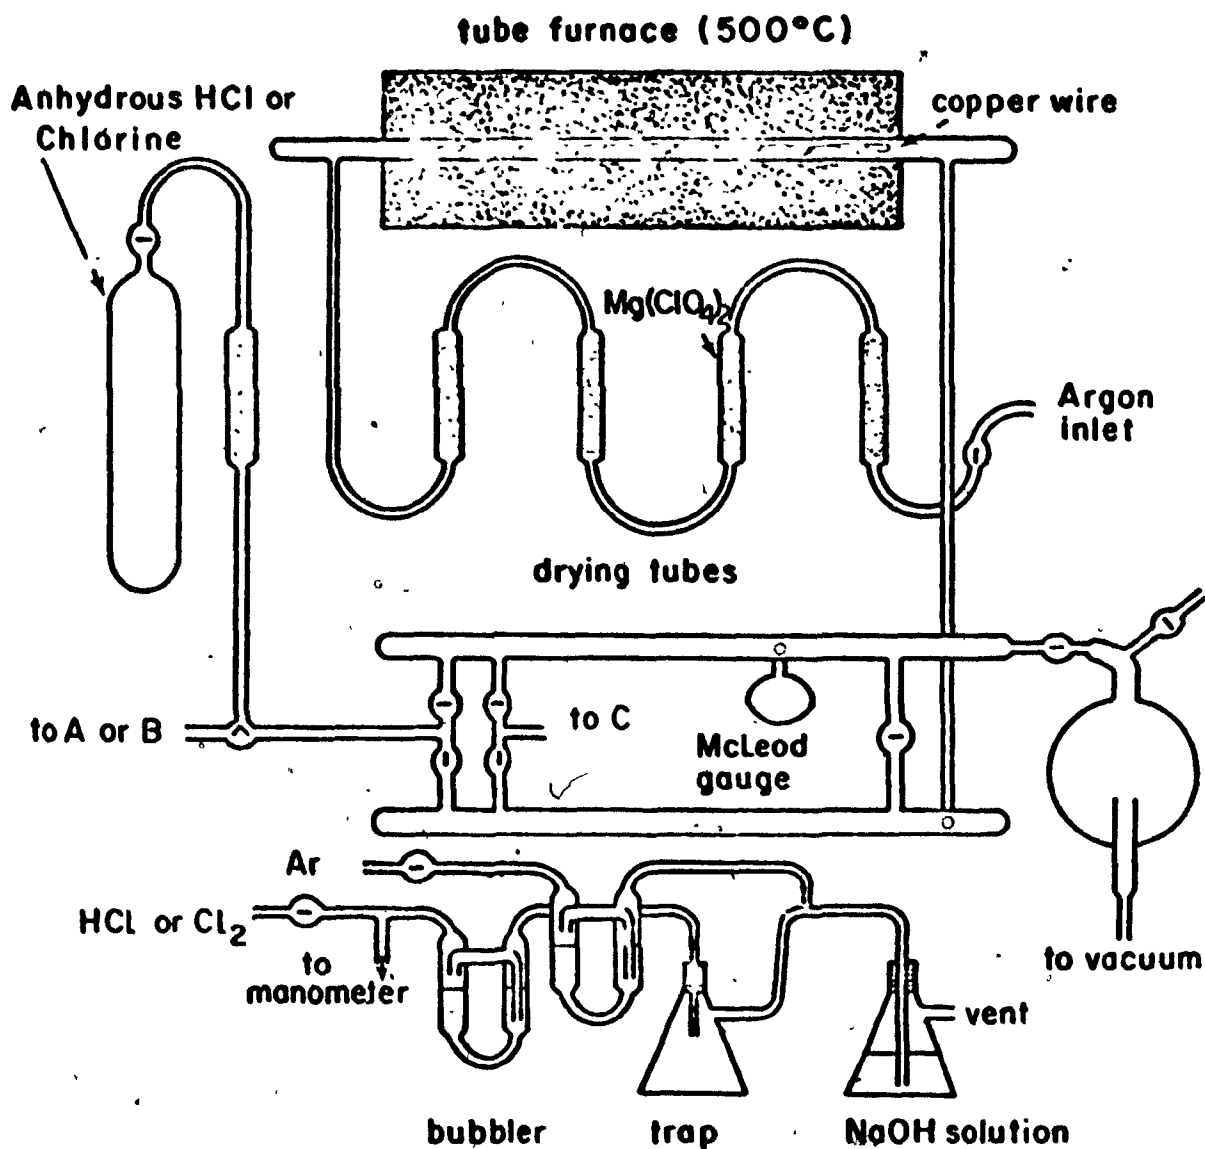 tube furnace (500°C)
Anhydrous HCl or
Chlorine
copper wire
Mg(ClO4)2
Argon
inlet
drying tubes
to A or B
to C
McLeod
gauge
Ar
HCl or Cl2
to
manometer
to vacuum
vent
bubbler
trap
NaOH solution